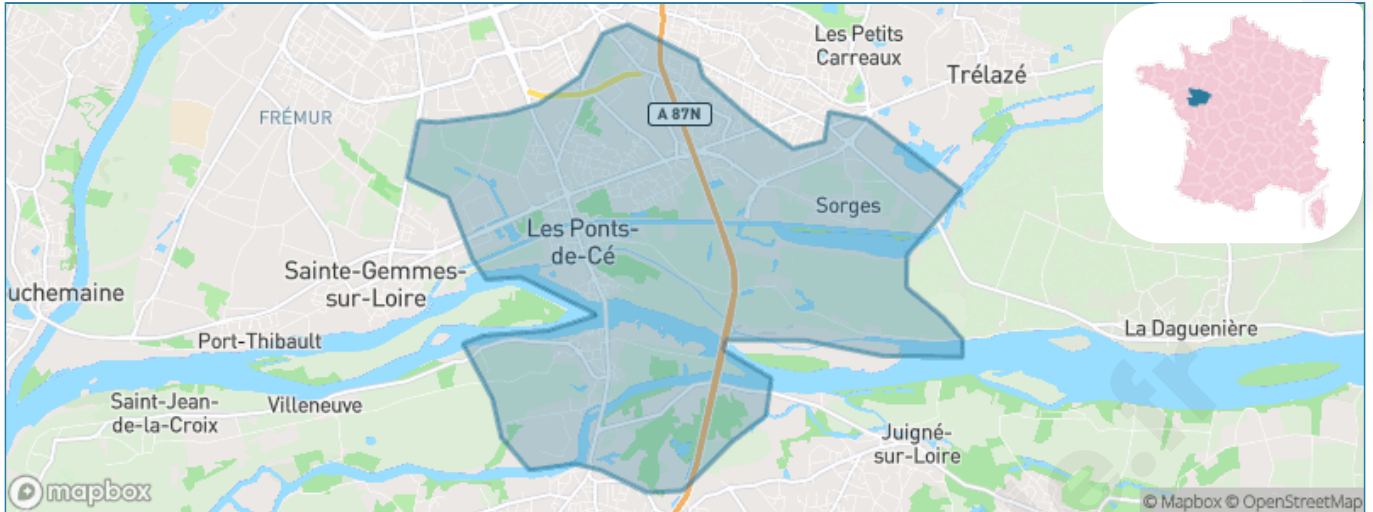 Les Petits
Carreaux
Trélazé
A 87N
FRÉMUR
Sorges
Les Ponts-
de-Cé
Sainte-Gemmes-
sur-Loire
uchemaine
La Daguenière
Port-Thibault
Saint-Jean-
de-la-Croix
Villeneuve
Juigné-
sur-Loire
mapbox
© Mapbox © OpenStreetMap